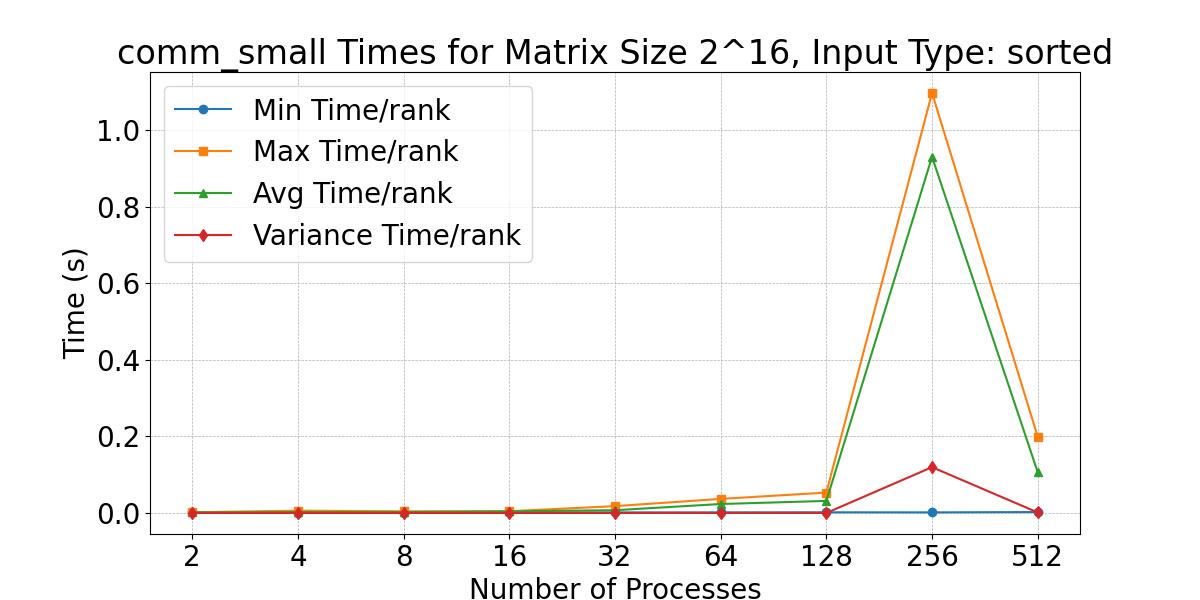 comm_small Times for Matrix Size 2^16, Input Type: sorted
Min Time/rank
Max Time/rank
Avg Time/rank
Variance Time/rank
Time (s)
1.0
0.8
0.6
0.4
0.2
0.0
2 4 8 16 32 64 128 256 512
Number of Processes